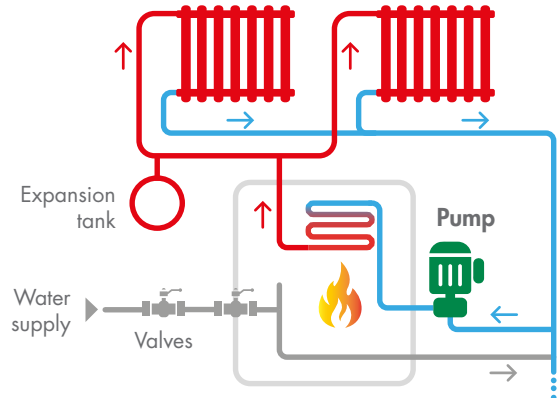 Expansion
tank
Pump
Water
supply
Valves